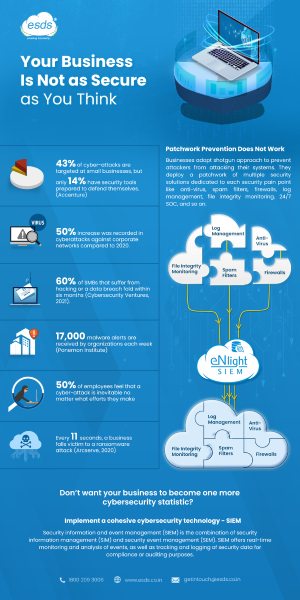 esds
Your Business
Is Not as Secure
as You Think
43% of cyber-attacks are
targeted at small businesses, but
only 14% have security tools
prepared to defend themselves.
(Accenture)
VIRUS
50% increase was recorded in
cyberattacks against corporate
networks compared to 2020.
60% of SMBs that suffer from
hacking or a data breach fold within
six months (Cybersecurity Ventures,
2021).
17,000 malware alerts are
received by organizations each week
(Ponemon Institute)
50% of employees feel that a
cyber-attack is inevitable no
matter what efforts they make
Every 11 seconds, a business
falls victim to a ransomware
attack (Arcserve, 2020)
Patchwork Prevention Does Not Work
Businesses adopt shotgun approach to prevent
attackers from attacking their systems. They
deploy a patchwork of multiple security
solutions dedicated to each security pain point
like anti-virus, spam filters, firewalls, log
management, file integrity monitoring, 24/7
SOC, and so on.
Log
Management
Anti-
Virus
File Integrity
Monitoring
Spam
Filters
Firewalls
eNlight
SIEM
Log
Management
Anti-
Virus
File Integrity
Monitoring
Spam
Filters
Firewalls
Don't want your business to become one more
cybersecurity statistic?
Implement a cohesive cybersecurity technology - SIEM
Security information and event management (SIEM) is the combination of security
information management (SIM) and security event management (SEM). SIEM offers real-time
monitoring and analysis of events, as well as tracking and logging of security data for
compliance or auditing purposes.
1800 209 3006
www.esds.co.in
getintouch@esds.co.in